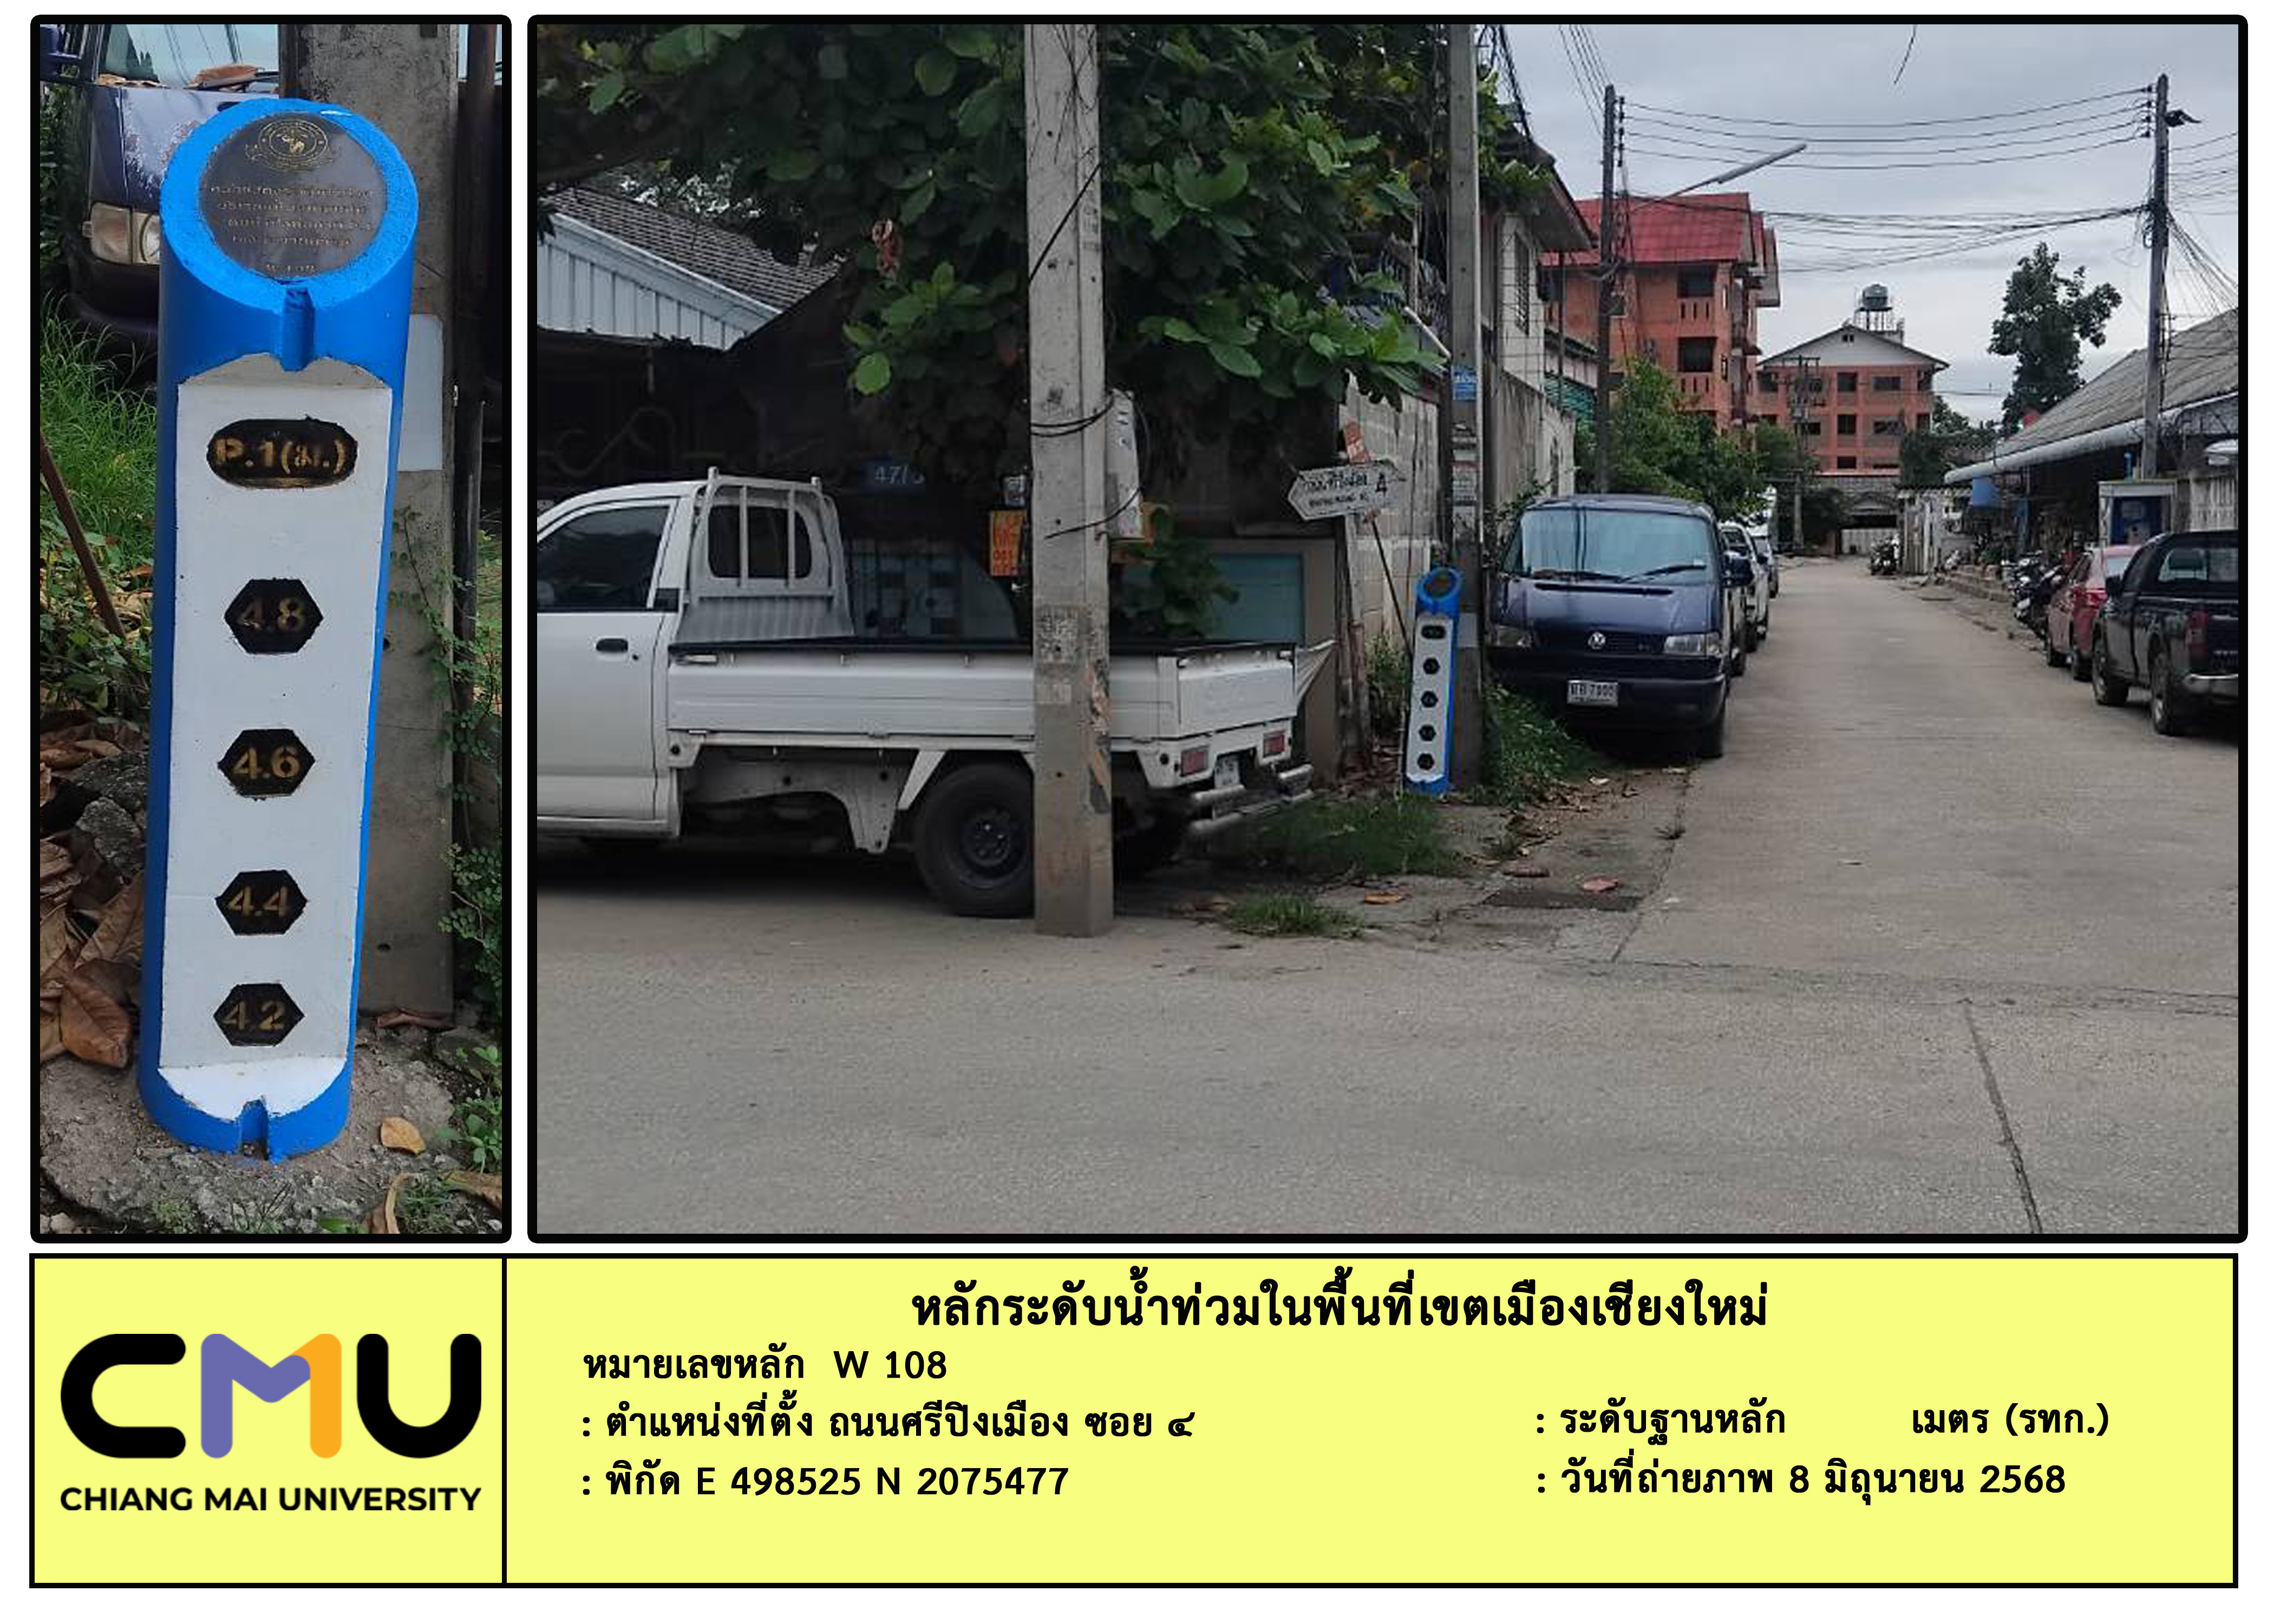 P.1(ม.)
4.8
4.6
4.4
4.2
47/
4
CMU
CHIANG MAI UNIVERSITY
หลักระดับน้ำท่วมในพื้นที่เขตเมืองเชียงใหม่
หมายเลขหลัก W 108
: ตำแหน่งที่ตั้ง ถนนศรีปิงเมือง ซอย ๔
: ระดับฐานหลัก เมตร (รทก.)
: พิกัด E 498525 N 2075477
: วันที่ถ่ายภาพ 8 มิถุนายน 2568